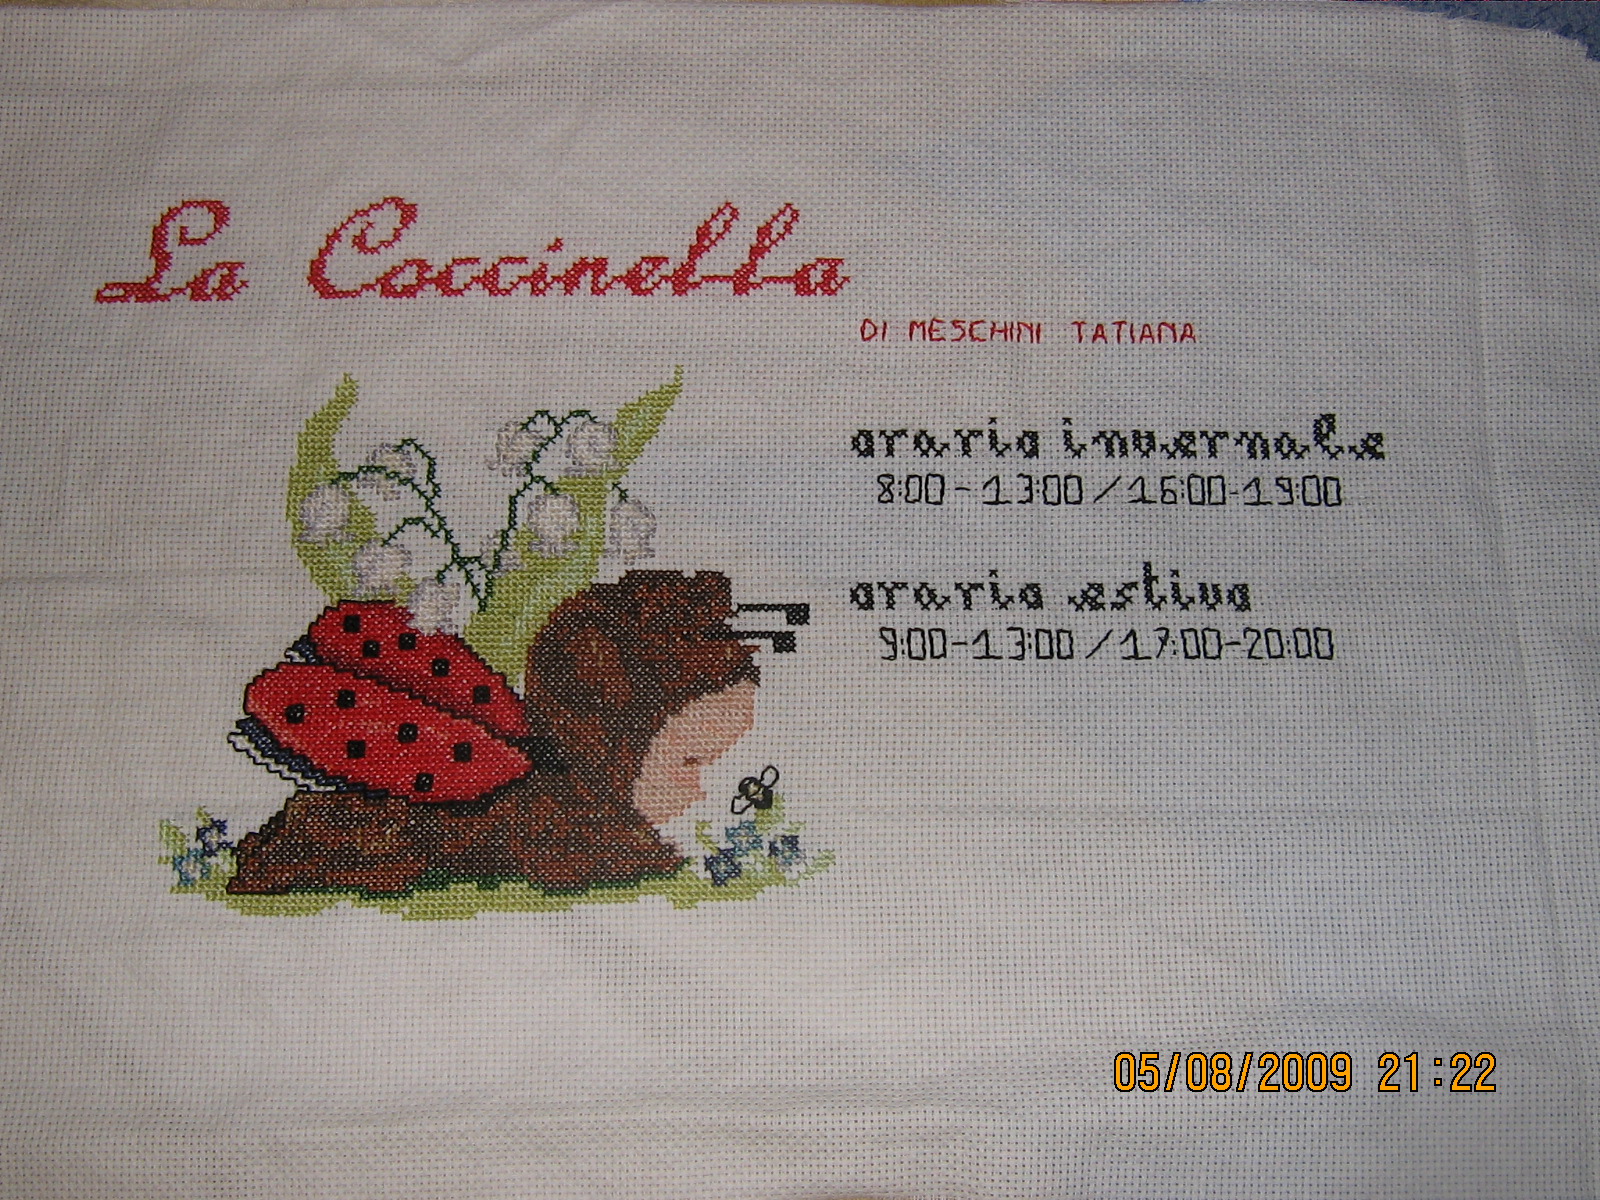 La Coccinella
DI MESCHINI TATIANA
orario invernale
8:00-13:00/16:00-19:00
orario estivo
9:00-13:00/17:00-20:00
05/08/2009 21:22